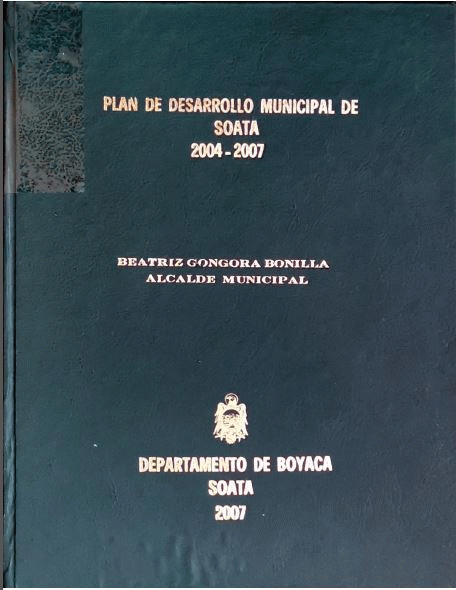 PLAN DE DESARROLLO MUNICIPAL DE
SOATA
2004-2007
BEATRIZ GONGORA BONILLA
ALCALDE MUNICIPAL
DEPARTAMENTO DE BOYACA
SOATA
2007